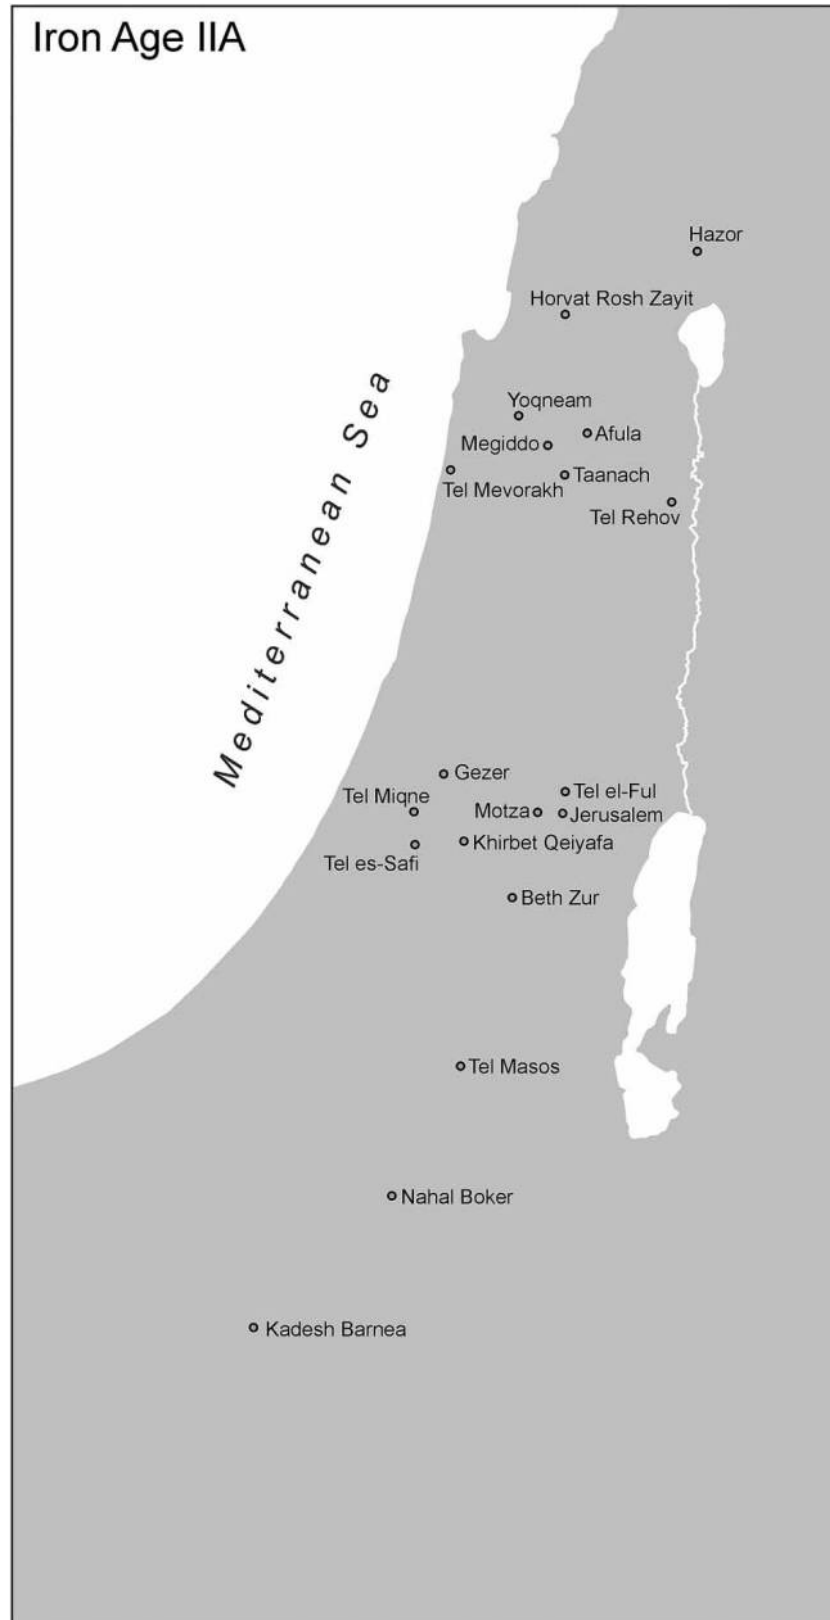 Iron Age IIA
Hazor
Horvat Rosh Zayit
Mediterranean Sea
Yoqneam
Afula
Megiddo
Taanach
Tel Mevorakh
Tel Rehov
Gezer
Tel el-Ful
Tel Miqne
Motza
Jerusalem
Khirbet Qeiyafa
Tel es-Safi
Beth Zur
Tel Masos
Nahal Boker
Kadesh Barnea